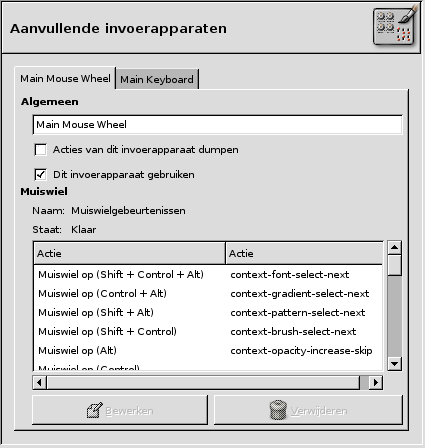 Aanvullende invoerapparaten
Main Mouse Wheel Main Keyboard
Algemeen
Main Mouse Wheel
Acties van dit invoerapparaat dumpen
Dit invoerapparaat gebruiken
Muiswiel
Naam: Muiswielgebeurtenissen
Staat: Klaar
Actie Actie
Muiswiel op (Shift + Control + Alt) context-font-select-next
Muiswiel op (Control + Alt) context-gradient-select-next
Muiswiel op (Shift + Alt) context-pattern-select-next
Muiswiel op (Shift + Control) context-brush-select-next
Muiswiel op (Alt) context-opacity-increase-skip
Muiswiel op (Control)
Bewerken Verwijderen